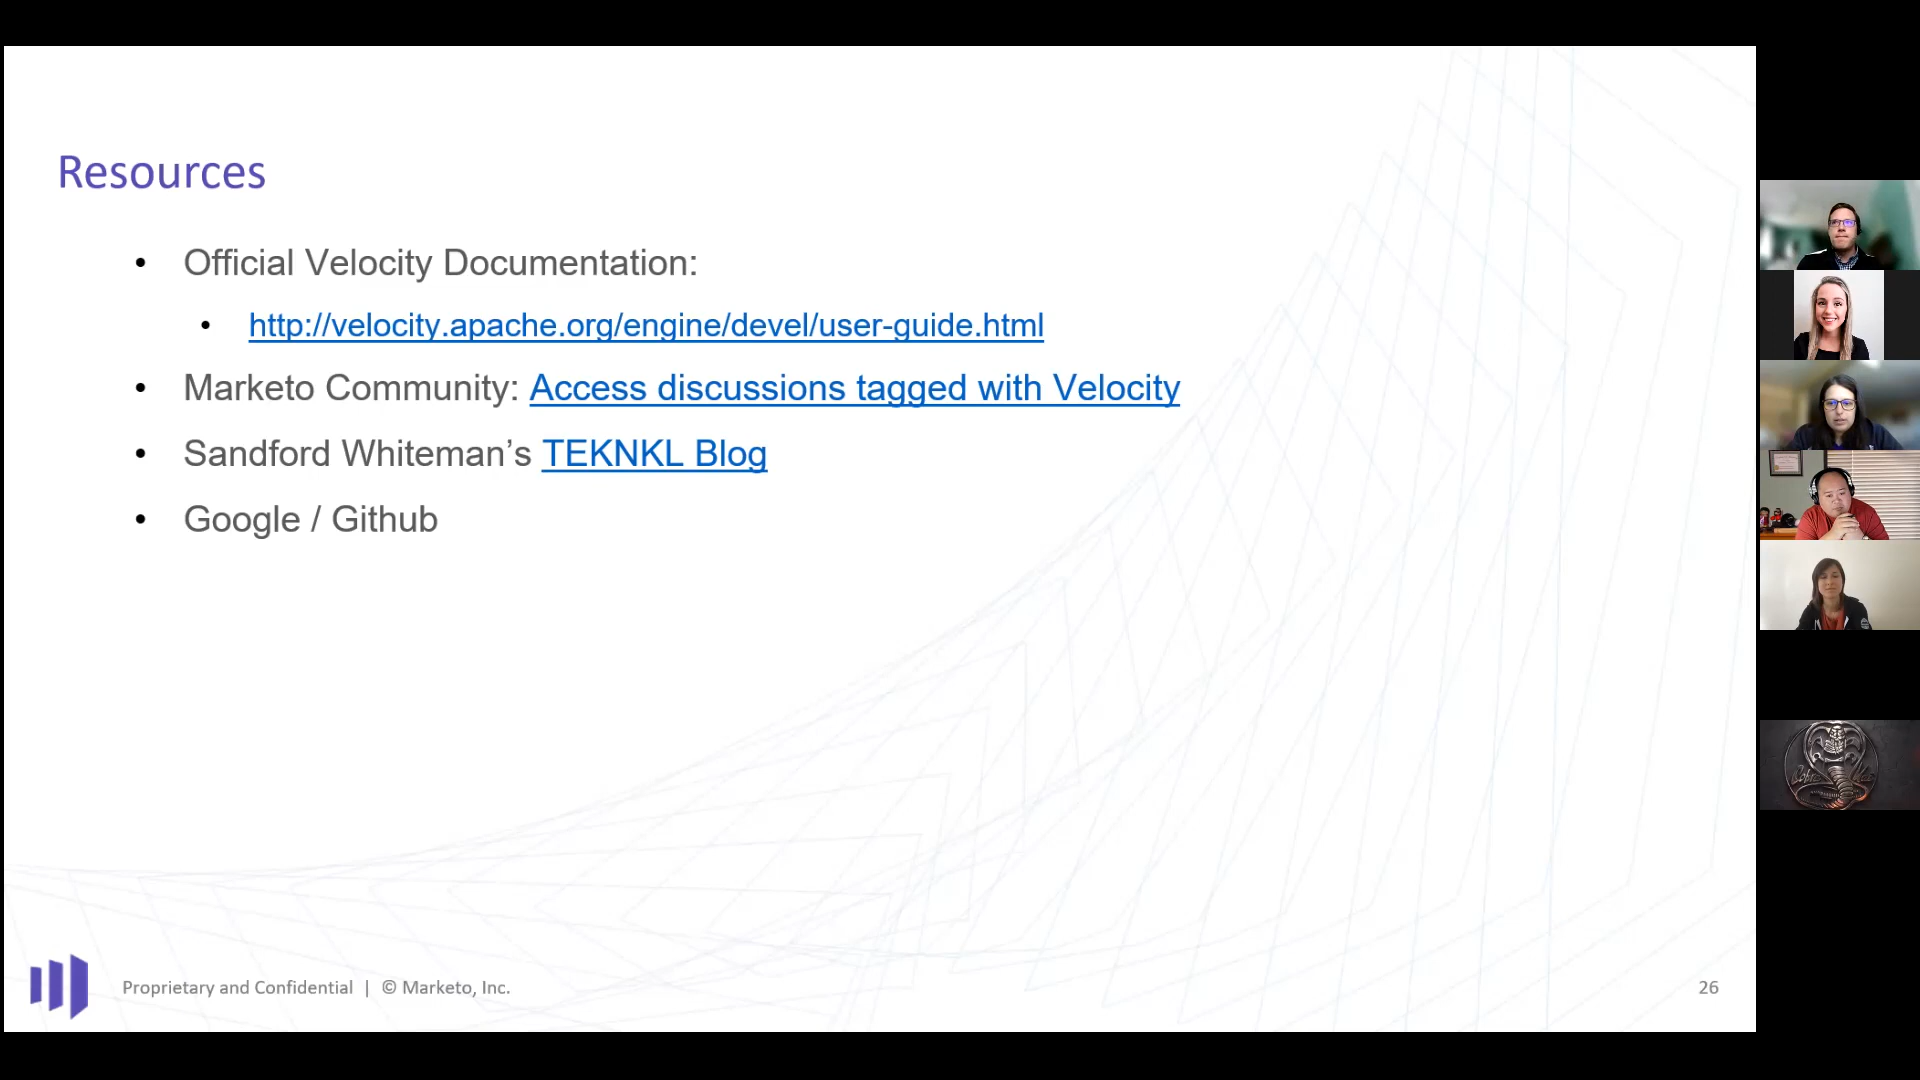 Resources
• Official Velocity Documentation:
• http://velocity.apache.org/engine/devel/user-guide.html
• Marketo Community: Access discussions tagged with Velocity
• Sandford Whiteman’s TEKNKL Blog
• Google / Github
Proprietary and Confidential | © Marketo, Inc.
26